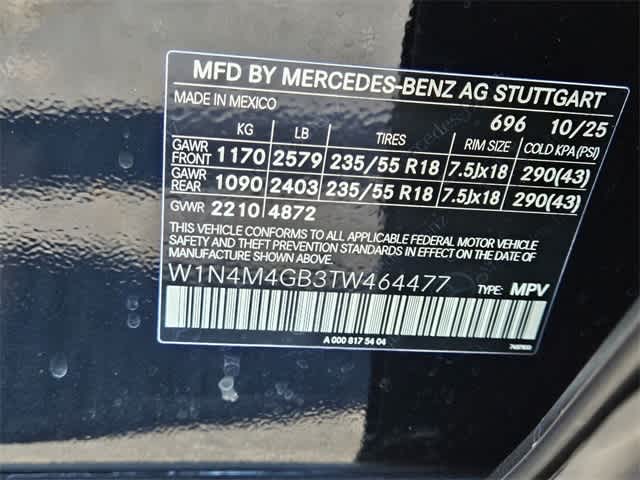 MFD BY MERCEDES-BENZ AG STUTTGART
MADE IN MEXICO
696 10/25
KG LB TIRES RIM SIZE COLD KPA(PSI)
GAWR FRONT 1170 2579 235/55 R18 7.5Jx18 290(43)
GAWR REAR 1090 2403 235/55 R18 7.5Jx18 290(43)
GVWR 2210 4872
THIS VEHICLE CONFORMS TO ALL APPLICABLE FEDERAL MOTOR VEHICLE
SAFETY AND THEFT PREVENTION STANDARDS IN EFFECT ON THE DATE OF
MANUFACTURE SHOWN ABOVE.
W1N4M4GB3TW464477 TYPE: MPV
A 000 817 54 04